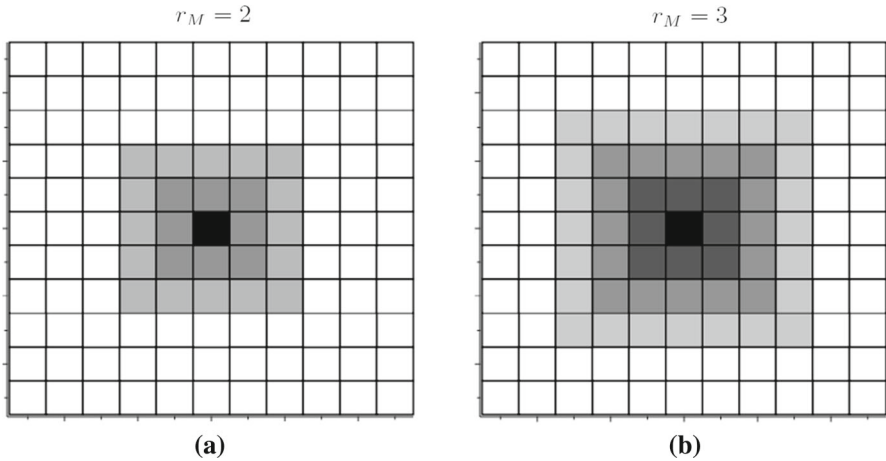 r_M = 2
r_M = 3
(a)
(b)